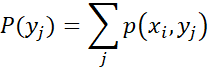 P(y_j) = \sum_j p(x_i, y_j)